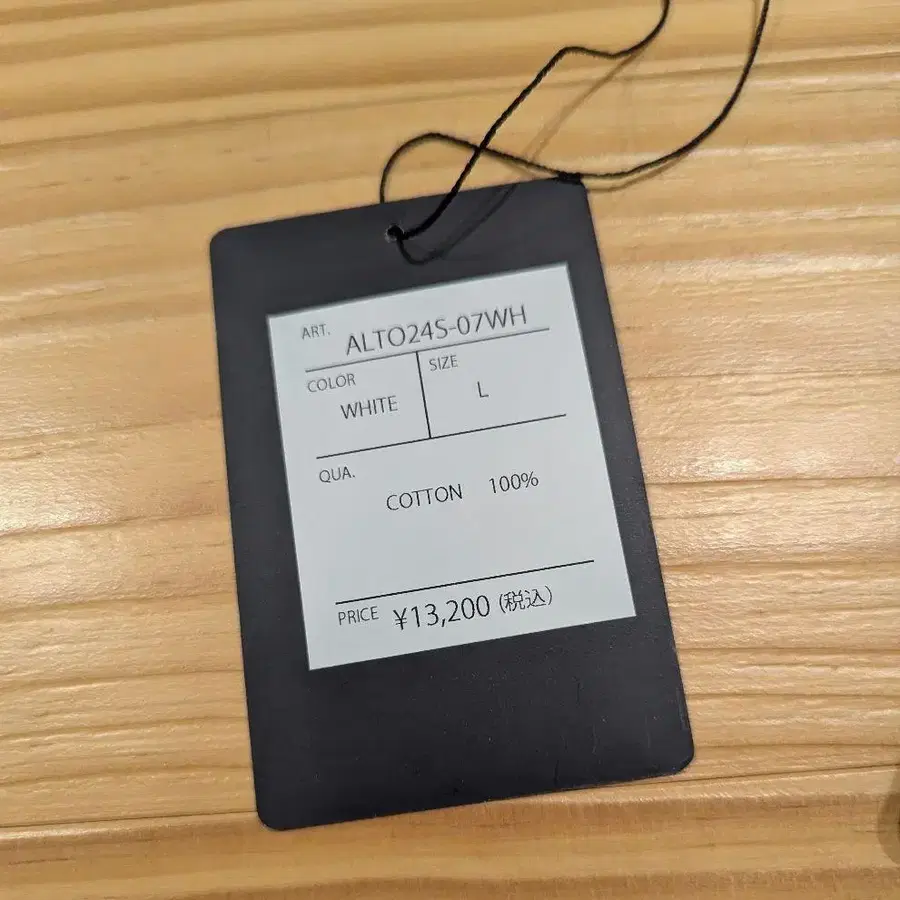 ART. ALTO24S-07WH
COLOR SIZE
WHITE L
QUA.
COTTON 100%
PRICE ¥13,200 (税込)